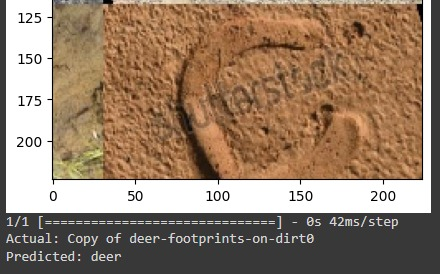 125
150
175
200
shutterstock
0 50 100 150 200
1/1 [==============================] - 0s 42ms/step
Actual: Copy of deer-footprints-on-dirt0
Predicted: deer